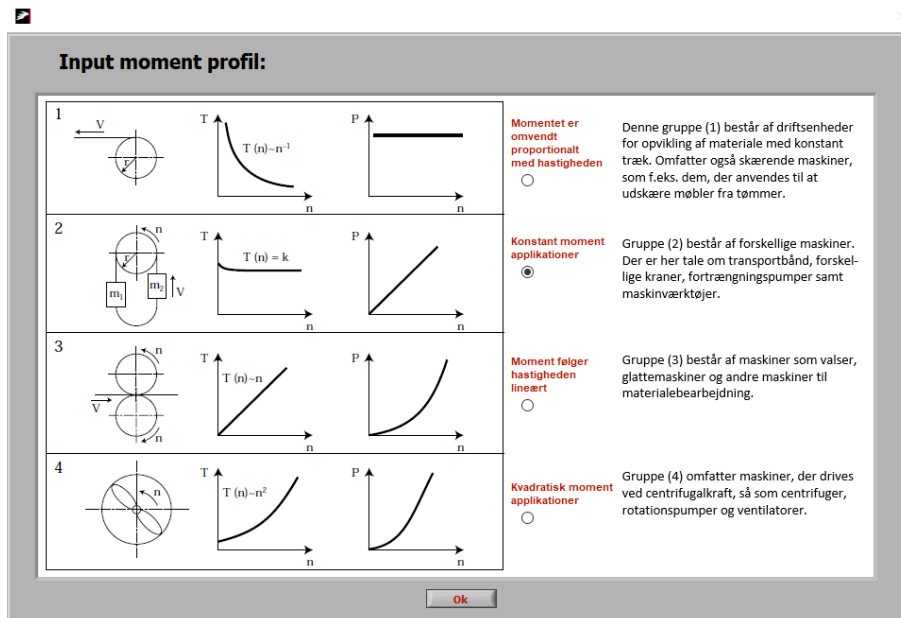 Input moment profil:
1
V
r
T
T (n)~n⁻¹
n
P
n
Momentet er
omvendt
proportionalt
med hastigheden
Denne gruppe (1) består af driftsenheder
for opvikling af materiale med konstant
træk. Omfatter også skærende maskiner,
som f.eks. dem, der anvendes til at
udskære møbler fra tømmer.
2
n
r
m₁
m₂
V
T
T (n) = k
n
P
n
Konstant moment
applikationer
Gruppe (2) består af forskellige maskiner.
Der er her tale om transportbånd, forskel-
lige kraner, fortrængningspumper samt
maskinværktøjer.
3
n
V
n
T
T (n)~n
n
P
n
Moment følger
hastigheden
lineært
Gruppe (3) består af maskiner som valser,
glattemaskiner og andre maskiner til
materialebearbejdning.
4
n
T
T (n)~n²
n
P
n
Kvadratisk moment
applikationer
Gruppe (4) omfatter maskiner, der drives
ved centrifugalkraft, så som centrifuger,
rotationspumper og ventilatorer.
Ok